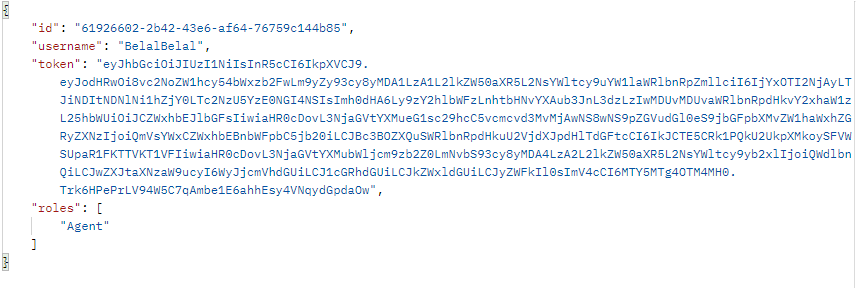 {
"id": "61926602-2b42-43e6-af64-76759c144b85",
"username": "BelalBelal",
"token": "eyJhbGciOiJIUzI1NiIsInR5cCI6IkpXVCJ9.
eyJodHRwOi8vc2NoZW1hcy54bWxzb2FwLm9yZy93cy8yMDA1LzA1L2lkZW50aXR5L2NsYWltcy9uYW1laWRlbnRpZmllciI6IjYxOTI2NjAyLT
JiNDItNDNlNi1hZjY0LTc2NzU5YzE0NGI4NSIsImh0dHA6Ly9zY2hlbWFzLnhtbHNvYXAub3JnL3dzLzIwMDUvMDUvaWRlbnRpdHkvY2xhaW1z
L25hbWUiOiJCZWxhbEJlbGFsIiwiaHR0cDovL3NjaGVtYXMueG1sc29hcC5vcmcvd3MvMjAwNS8wNS9pZGVudGl0eS9jbGFpbXMvZW1haWxhZG
RyZXNzIjoiQmVsYWxCZWxhbEBnbWFpbC5jb20iLCJBc3BOZXQuSWRlbnRpdHkuU2VjdXJpdHlTdGFtcCI6IkJCTE5CRk1PQkU2UkpXMkoySFVW
SUpaR1FKTTVKT1VFIiwiaHR0cDovL3NjaGVtYXMubWljcm9zb2Z0LmNvbS93cy8yMDA4LzA2L2lkZW50aXR5L2NsYWltcy9yb2xlIjoiQWdlbn
QiLCJwZXJtaXNzaW9ucyI6WyJjcmVhdGUiLCJ1cGRhdGUiLCJkZWxldGUiLCJyZWFkIl0sImV4cCI6MTY5MTg4OTM4MH0.
Trk6HPePrLV94W5C7qAmbe1E6ahhEsy4VNqydGpdaOw",
"roles": [
"Agent"
]
}